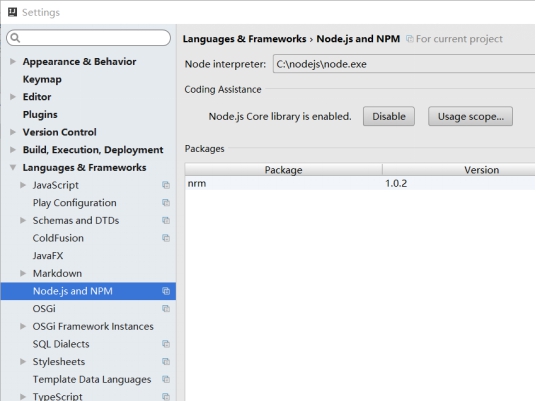 Settings
Languages & Frameworks › Node.js and NPM For current project
Appearance & Behavior
Keymap
Editor
Plugins
Version Control
Build, Execution, Deployment
Languages & Frameworks
JavaScript
Play Configuration
Schemas and DTDs
ColdFusion
JavaFX
Markdown
Node.js and NPM
OSGi
OSGi Framework Instances
SQL Dialects
Stylesheets
Template Data Languages
TypeScript
Node interpreter: C:\nodejs\node.exe
Coding Assistance
Node.js Core library is enabled. Disable Usage scope...
Packages
Package Version
nrm 1.0.2